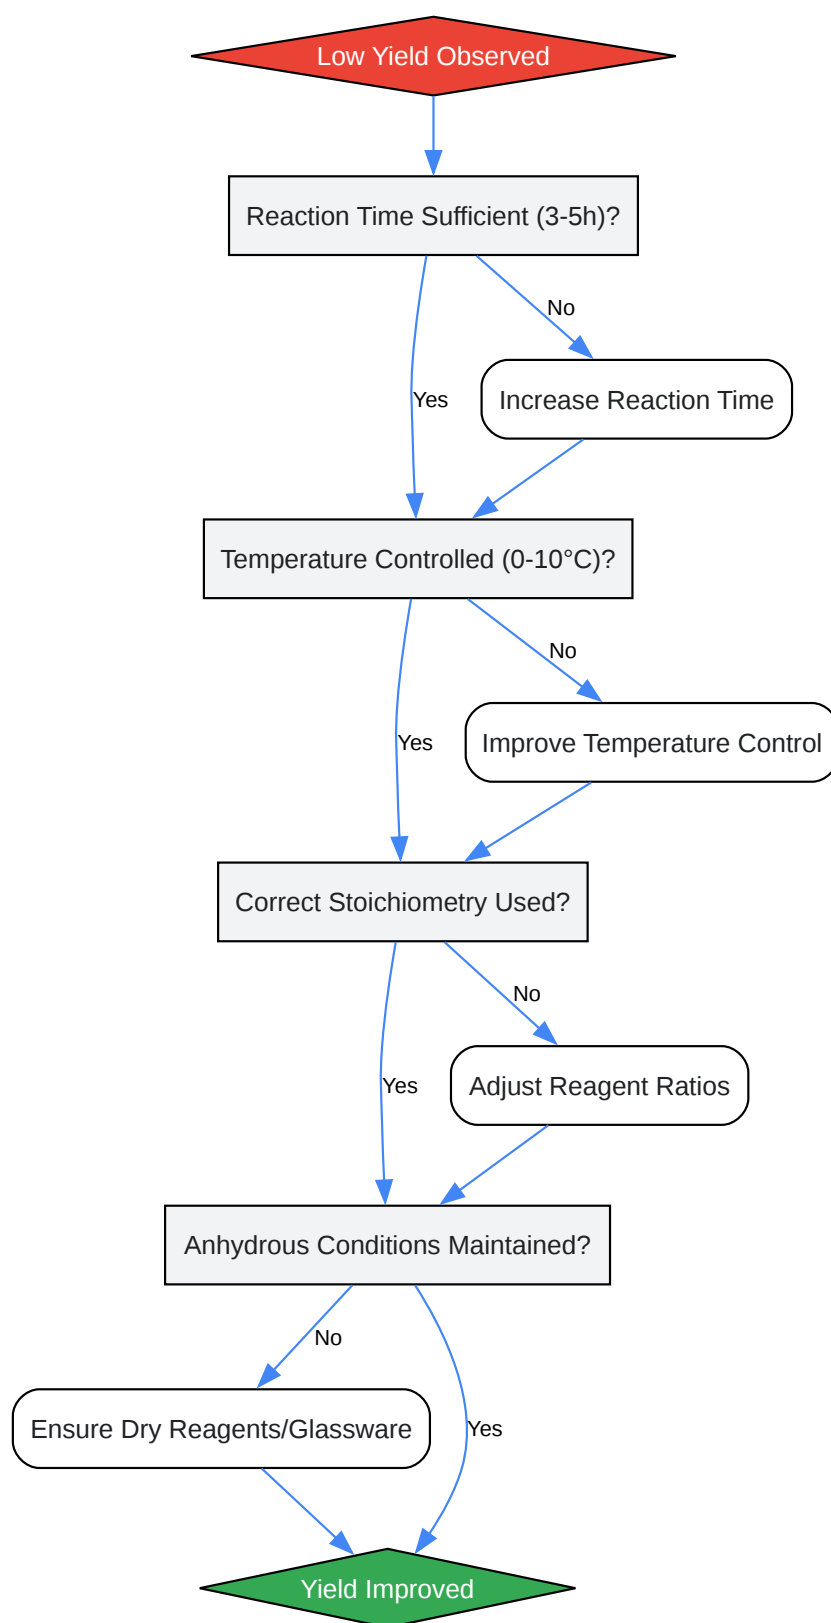 Low Yield Observed
Reaction Time Sufficient (3-5h)?
No
Yes
Increase Reaction Time
Temperature Controlled (0-10°C)?
No
Yes
Improve Temperature Control
Correct Stoichiometry Used?
No
Yes
Adjust Reagent Ratios
Anhydrous Conditions Maintained?
No
Ensure Dry Reagents/Glassware
Yes
Yield Improved